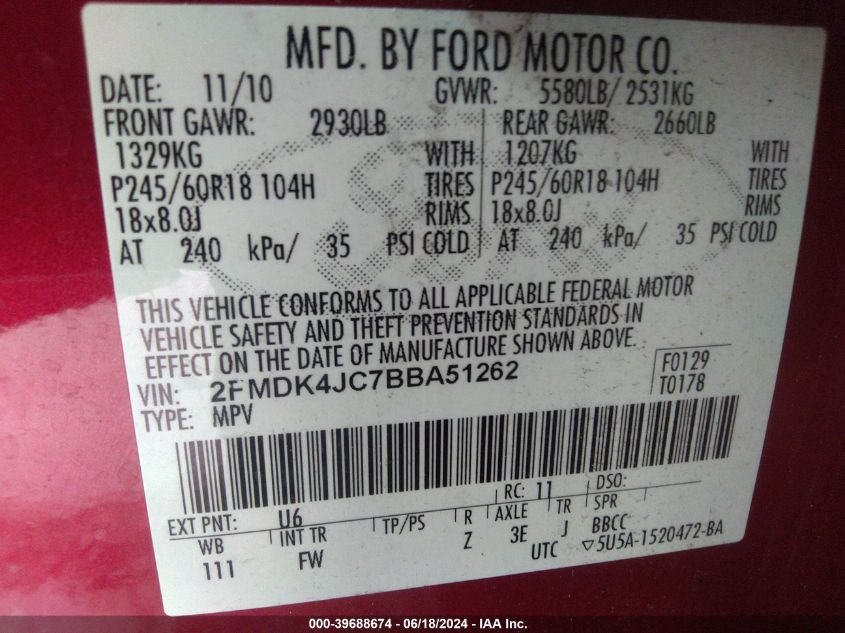 MFD. BY FORD MOTOR CO.
DATE: 11/10 GVWR: 5580LB/ 2531KG
FRONT GAWR: 2930LB REAR GAWR: 2660LB
1329KG WITH 1207KG WITH
P245/60R18 104H TIRES P245/60R18 104H TIRES
18x8.0J RIMS 18x8.0J RIMS
AT 240 kPa/ 35 PSI COLD AT 240 kPa/ 35 PSI COLD
THIS VEHICLE CONFORMS TO ALL APPLICABLE FEDERAL MOTOR
VEHICLE SAFETY AND THEFT PREVENTION STANDARDS IN
EFFECT ON THE DATE OF MANUFACTURE SHOWN ABOVE.
VIN: 2FMDK4JC7BBA51262 F0129
TYPE: MPV T0178
EXT PNT: U6 RC: 11 DSO:
WB INT TR TP/PS R AXLE TR SPR
111 FW Z 3E J BBCC
UTC ▽5U5A-1520472-BA
000-39688674 / 06/18/2024 - IAA Inc.